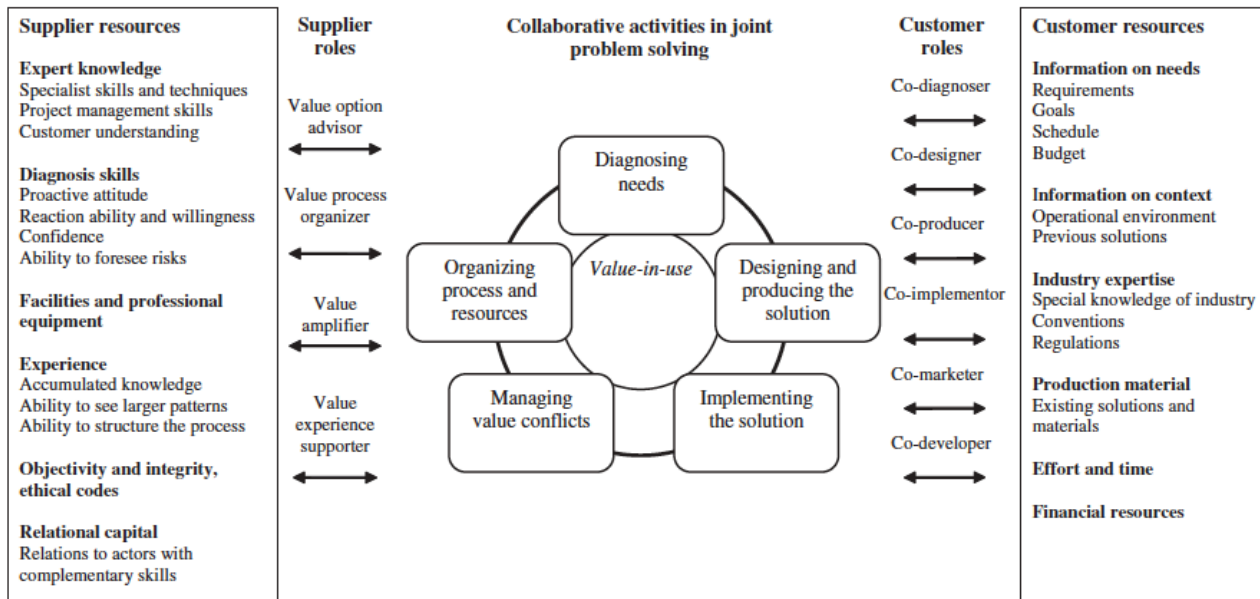 Supplier resources
Expert knowledge
Specialist skills and techniques
Project management skills
Customer understanding
Diagnosis skills
Proactive attitude
Reaction ability and willingness
Confidence
Ability to foresee risks
Facilities and professional
equipment
Experience
Accumulated knowledge
Ability to see larger patterns
Ability to structure the process
Objectivity and integrity,
ethical codes
Relational capital
Relations to actors with
complementary skills
Supplier
roles
Value option
advisor
Value process
organizer
Value
amplifier
Value
experience
supporter
Collaborative activities in joint
problem solving
Diagnosing
needs
Organizing
process and
resources
Value-in-use
Designing and
producing the
solution
Managing
value conflicts
Implementing
the solution
Customer
roles
Co-diagnoser
Co-designer
Co-producer
Co-implementor
Co-marketer
Co-developer
Customer resources
Information on needs
Requirements
Goals
Schedule
Budget
Information on context
Operational environment
Previous solutions
Industry expertise
Special knowledge of industry
Conventions
Regulations
Production material
Existing solutions and
materials
Effort and time
Financial resources